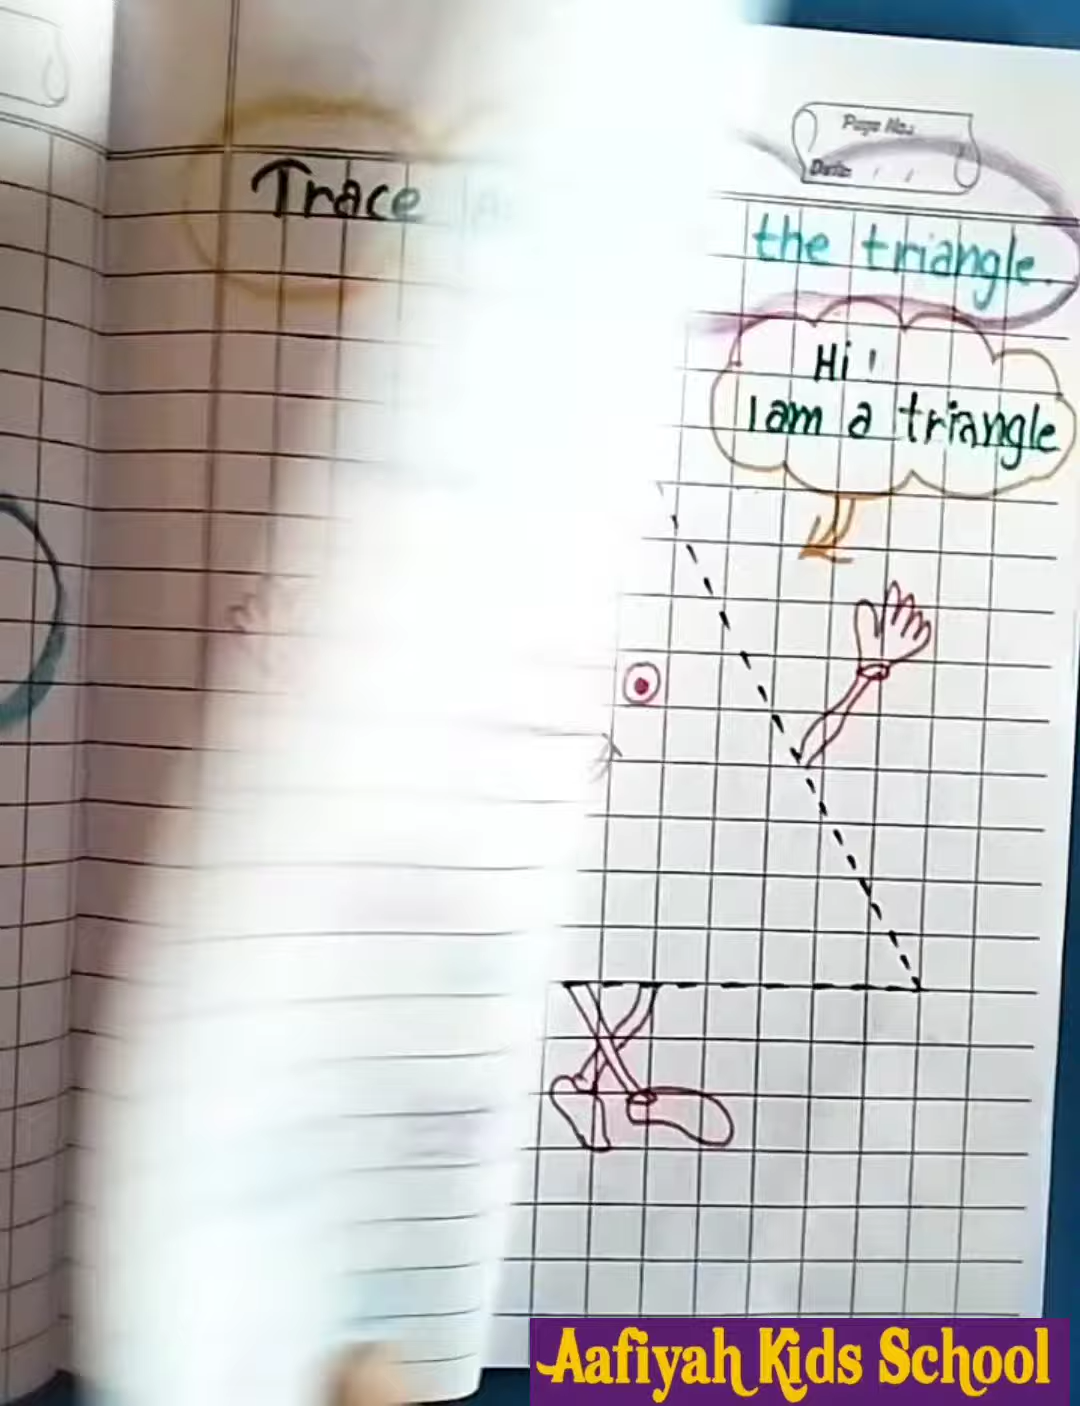 Page No.:
Date: / /
Trace
the triangle.
Hi!
I am a triangle
Aafiyah Kids School